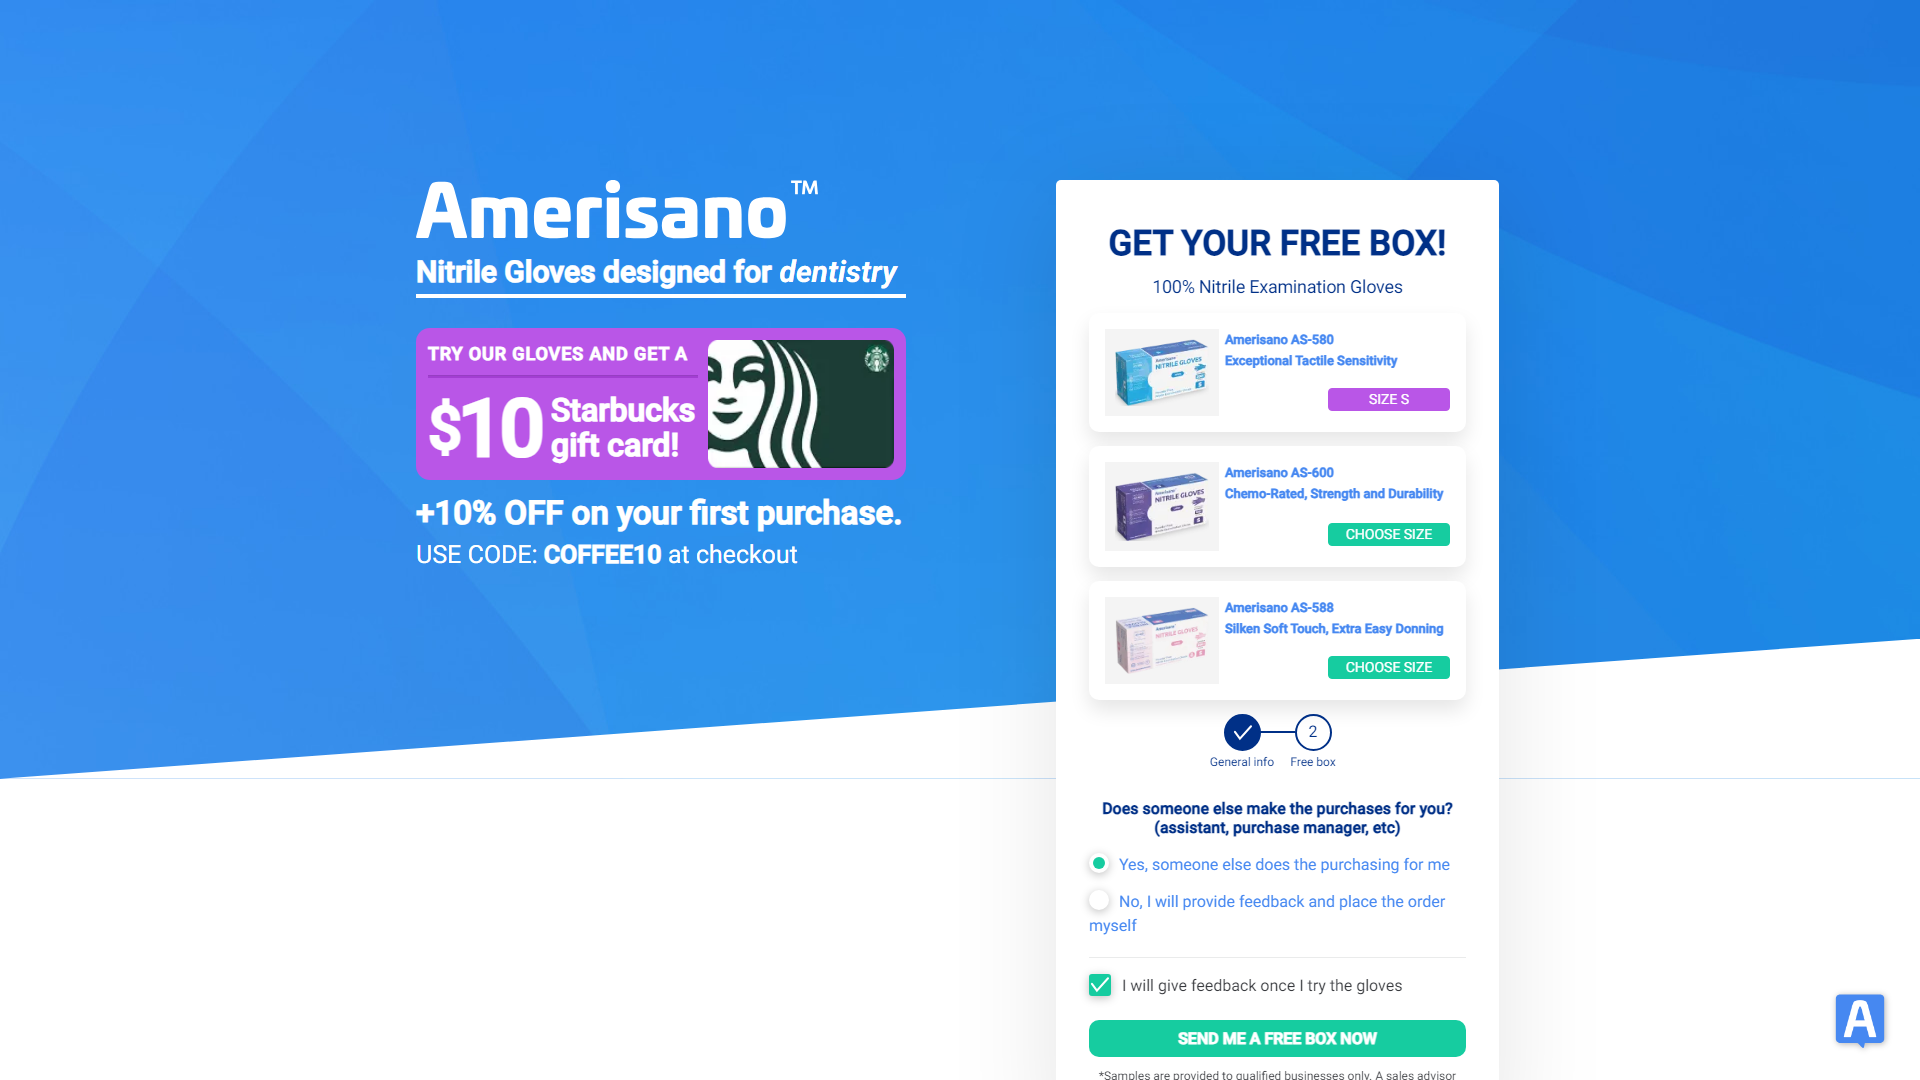 Amerisano™
Nitrile Gloves designed for dentistry
TRY OUR GLOVES AND GET A
$10 Starbucks
gift card!
+10% OFF on your first purchase.
USE CODE: COFFEE10 at checkout
GET YOUR FREE BOX!
100% Nitrile Examination Gloves
Amerisano AS-580
Exceptional Tactile Sensitivity
SIZE S
Amerisano AS-600
Chemo-Rated, Strength and Durability
CHOOSE SIZE
Amerisano AS-588
Silken Soft Touch, Extra Easy Donning
CHOOSE SIZE
2
General info
Free box
Does someone else make the purchases for you?
(assistant, purchase manager, etc)
Yes, someone else does the purchasing for me
No, I will provide feedback and place the order
myself
I will give feedback once I try the gloves
SEND ME A FREE BOX NOW
*Samples are provided to qualified businesses only. A sales advisor
A